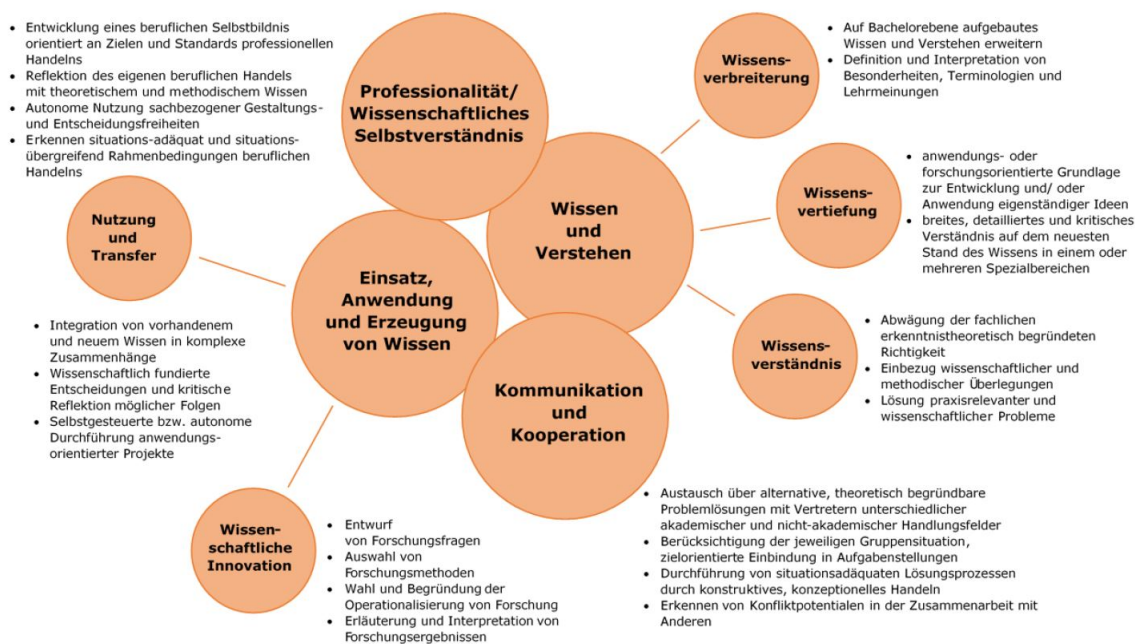 • Entwicklung eines beruflichen Selbstbildnis
orientiert an Zielen und Standards professionellen
Handelns
• Reflektion des eigenen beruflichen Handels
mit theoretischem und methodischem Wissen
• Autonome Nutzung sachbezogener Gestaltungs-
und Entscheidungsfreiheiten
• Erkennen situations-adäquat und situations-
übergreifend Rahmenbedingungen beruflichen
Handelns
Professionalität/
Wissenschaftliches
Selbstverständnis
Wissens-
verbreiterung
• Auf Bachelorebene aufgebautes
Wissen und Verstehen erweitern
• Definition und Interpretation von
Besonderheiten, Terminologien und
Lehrmeinungen
Wissen
und
Verstehen
Wissens-
vertiefung
• anwendungs- oder
forschungsorientierte Grundlage
zur Entwicklung und/ oder
Anwendung eigenständiger Ideen
• breites, detailliertes und kritisches
Verständnis auf dem neuesten
Stand des Wissens in einem oder
mehreren Spezialbereichen
Nutzung
und
Transfer
Einsatz,
Anwendung
und Erzeugung
von Wissen
• Integration von vorhandenem
und neuem Wissen in komplexe
Zusammenhänge
• Wissenschaftlich fundierte
Entscheidungen und kritische
Reflektion möglicher Folgen
• Selbstgesteuerte bzw. autonome
Durchführung anwendungs-
orientierter Projekte
Wissens-
verständnis
• Abwägung der fachlichen
erkenntnistheoretisch begründeten
Richtigkeit
• Einbezug wissenschaftlicher und
methodischer Überlegungen
• Lösung praxisrelevanter und
wissenschaftlicher Probleme
Kommunikation
und
Kooperation
Wissen-
schaftliche
Innovation
• Entwurf
von Forschungsfragen
• Auswahl von
Forschungsmethoden
• Wahl und Begründung der
Operationalisierung von Forschung
• Erläuterung und Interpretation von
Forschungsergebnissen
• Austausch über alternative, theoretisch begründbare
Problemlösungen mit Vertretern unterschiedlicher
akademischer und nicht-akademischer Handlungsfelder
• Berücksichtigung der jeweiligen Gruppensituation,
zielorientierte Einbindung in Aufgabenstellungen
• Durchführung von situationsadäquaten Lösungsprozessen
durch konstruktives, konzeptionelles Handeln
• Erkennen von Konfliktpotentialen in der Zusammenarbeit mit
Anderen